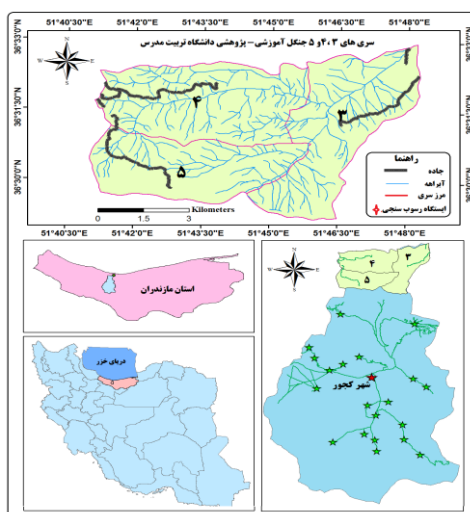 51°40'30"E 51°42'0"E 51°43'30"E 51°45'0"E 51°46'30"E 51°48'0"E
سری های ۳ ،۴و ۵ جنگل آموزشی – پژوهشی دانشگاه تربیت مدرس
N
W E
S
۴
۳
۵
راهنما
جاده
آبراهه
مرز سری
ایستگاه رسوب سنجی
Kilometers
0 1.5 3
36°33'0"N
36°31'30"N
36°30'0"N
51°40'30"E 51°42'0"E 51°43'30"E 51°45'0"E 51°46'30"E 51°48'0"E
استان مازندران
N
W E
S
۳
۴
۵
دریای خزر
شهر کجور